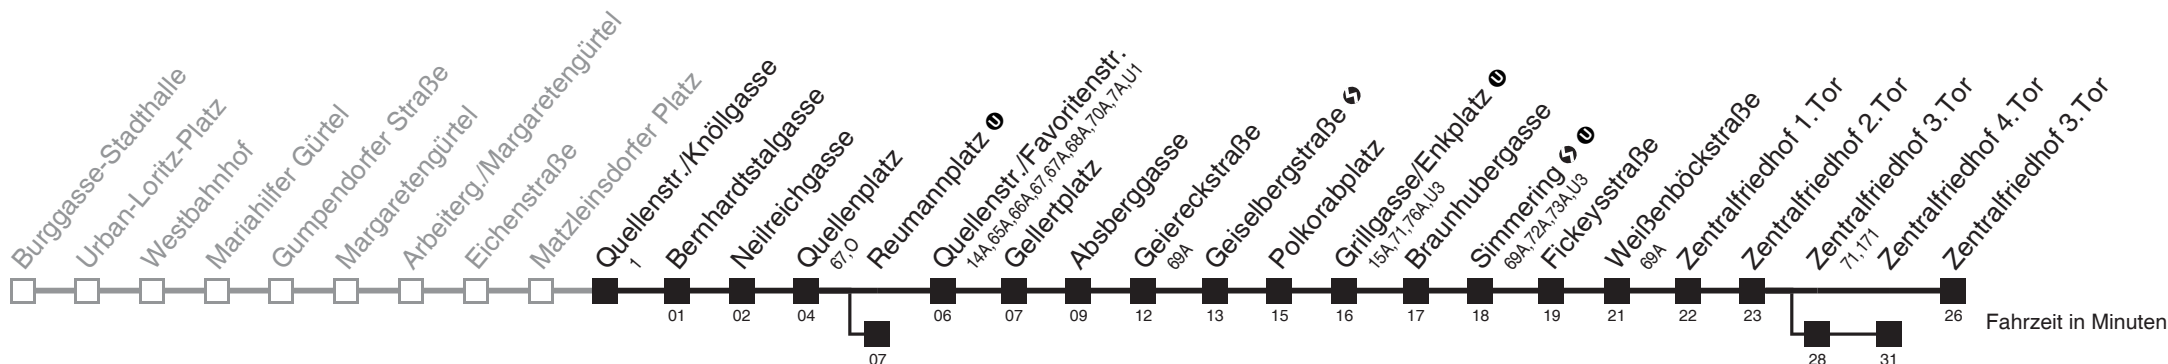 Burggasse-Stadthalle
Urban-Loritz-Platz
Westbahnhof
Mariahilfer Gürtel
Gumpendorfer Straße
Margaretengürtel
Arbeiterg./Margaretengürtel
Eichenstraße
Matzleinsdorfer Platz
Quellenstr./Knöllgasse
1
Bernhardtstalgasse
Neilreichgasse
Quellenplatz
67,O
Reumannplatz U
Quellenstr./Favoritenstr.
14A,65A,66A,67,67A,68A,70A,7A,U1
Gellertplatz
Absberggasse
Geiereckstraße
69A
Geiselbergstraße S
Polkorabplatz
Grillgasse/Enkplatz U
15A,71,76A,U3
Braunhubergasse
Simmering S U
69A,72A,73A,U3
Fickeysstraße
Weißenböckstraße
69A
Zentralfriedhof 1.Tor
Zentralfriedhof 2.Tor
Zentralfriedhof 3.Tor
71,171
Zentralfriedhof 4.Tor
Zentralfriedhof 3.Tor
01 02 04 06 07 09 12 13 15 16 17 18 19 21 22 23 26
Fahrzeit in Minuten
07 28 31